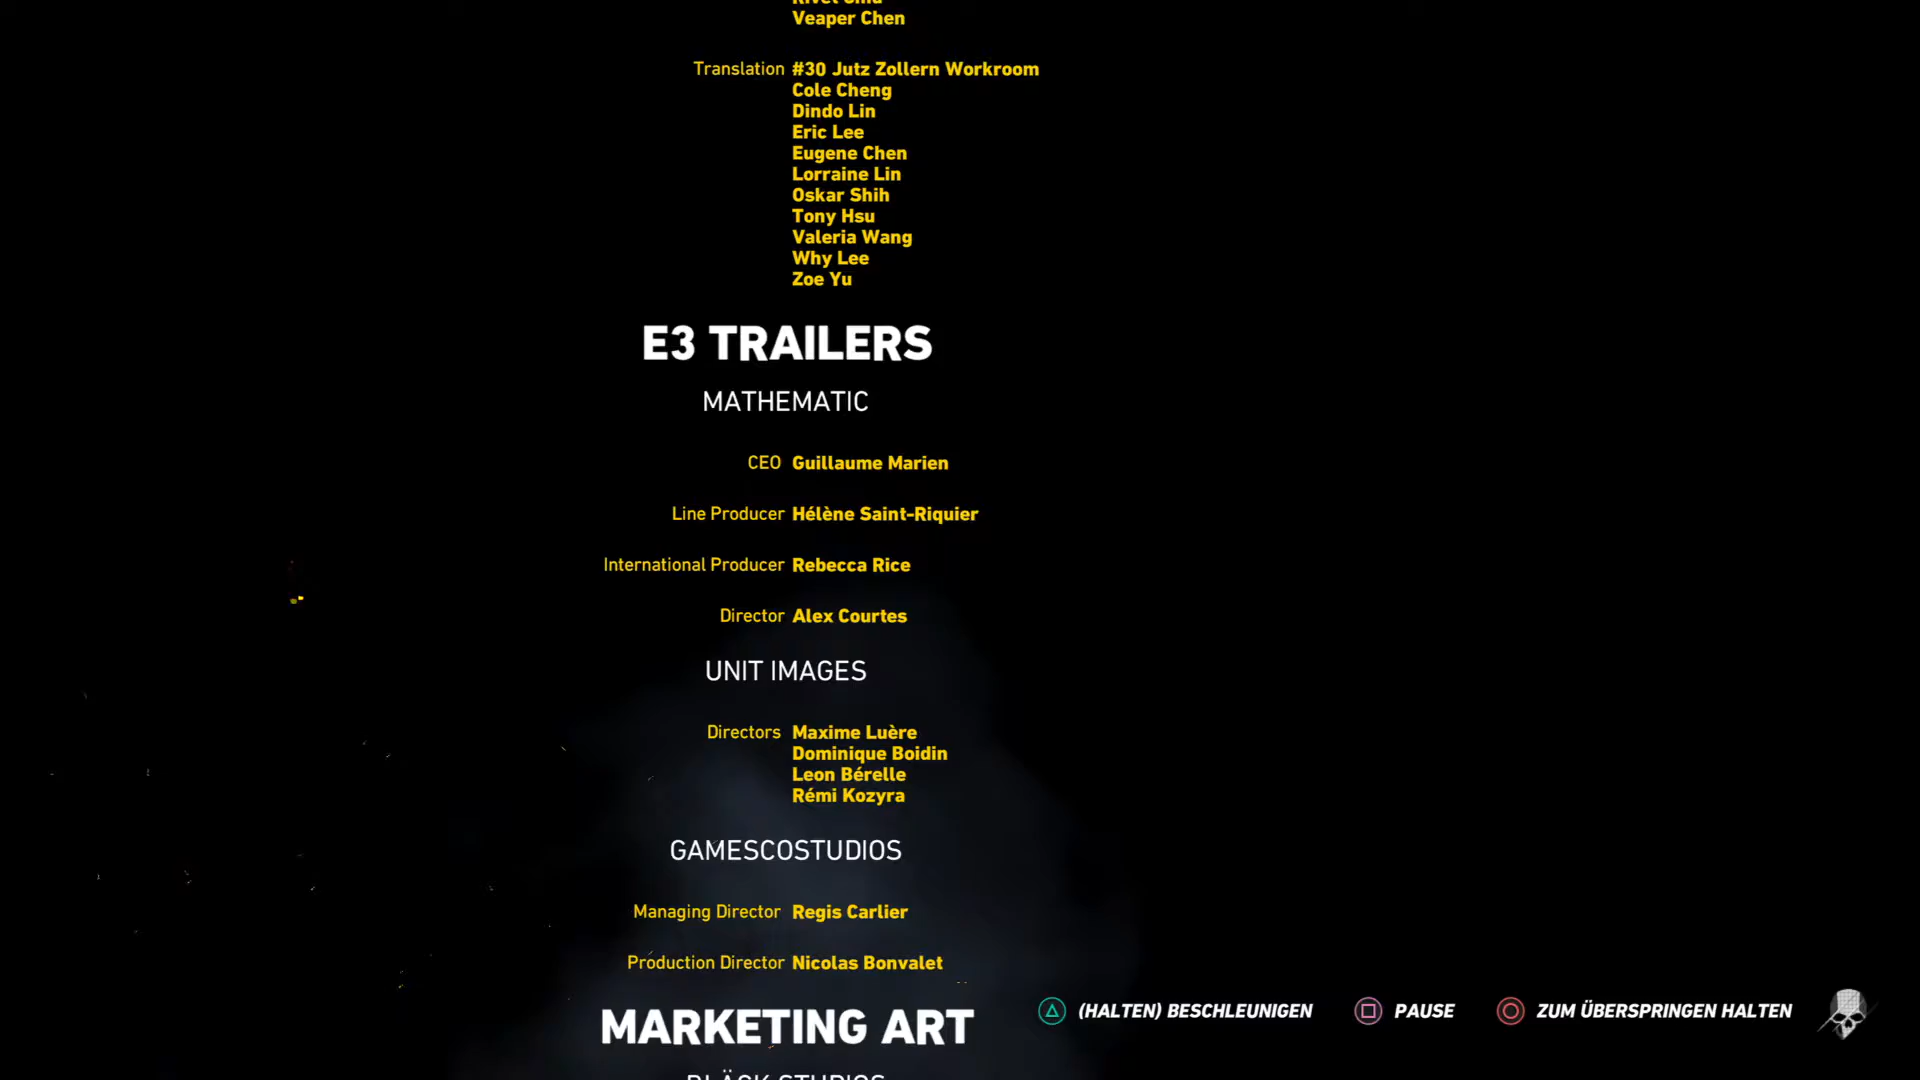 Veaper Chen
Translation #30 Jutz Zollern Workroom
Cole Cheng
Dindo Lin
Eric Lee
Eugene Chen
Lorraine Lin
Oskar Shih
Tony Hsu
Valeria Wang
Why Lee
Zoe Yu
E3 TRAILERS
MATHEMATIC
CEO Guillaume Marien
Line Producer Hélène Saint-Riquier
International Producer Rebecca Rice
Director Alex Courtes
UNIT IMAGES
Directors Maxime Luère
Dominique Boidin
Leon Bérelle
Rémi Kozyra
GAMESCOSTUDIOS
Managing Director Regis Carlier
Production Director Nicolas Bonvalet
MARKETING ART
(HALTEN) BESCHLEUNIGEN PAUSE ZUM ÜBERSPRINGEN HALTEN
BLÄCK STUDIOS